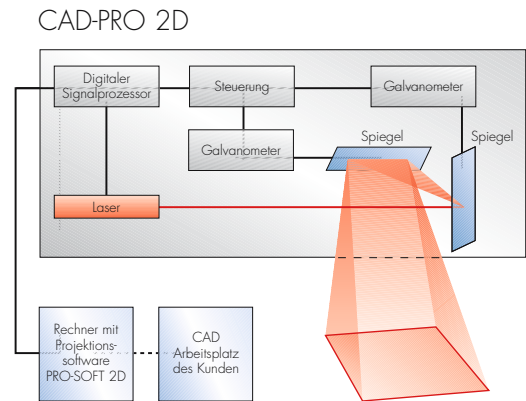 CAD-PRO 2D
Digitaler
Signalprozessor
Steuerung
Galvanometer
Galvanometer
Spiegel
Spiegel
Laser
Rechner mit
Projektions-
software
PRO-SOFT 2D
CAD
Arbeitsplatz
des Kunden